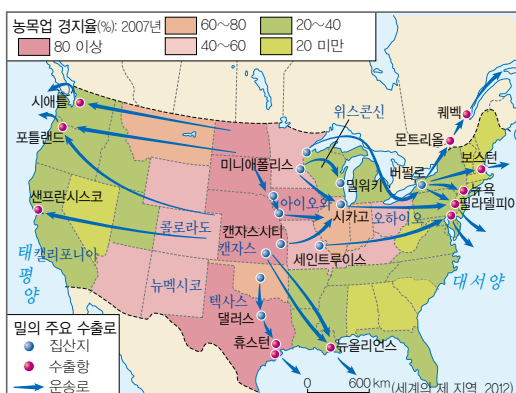 농목업 경지율(%): 2007년
60~80
20~40
80 이상
40~60
20 미만
시애틀
포틀랜드
샌프란시스코
퀘벡
몬트리올
위스콘신
보스턴
버펄로
미니애폴리스
밀워키
뉴욕
필라델피아
아이오와
시카고
오하이오
콜로라도
캔자스시티
캔자스
세인트루이스
캘리포니아
태평양
대서양
뉴멕시코
텍사스
댈러스
휴스턴
뉴올리언스
밀의 주요 수출로
집산지
수출항
운송로
0 600 km
(세계의 제 지역, 2012)